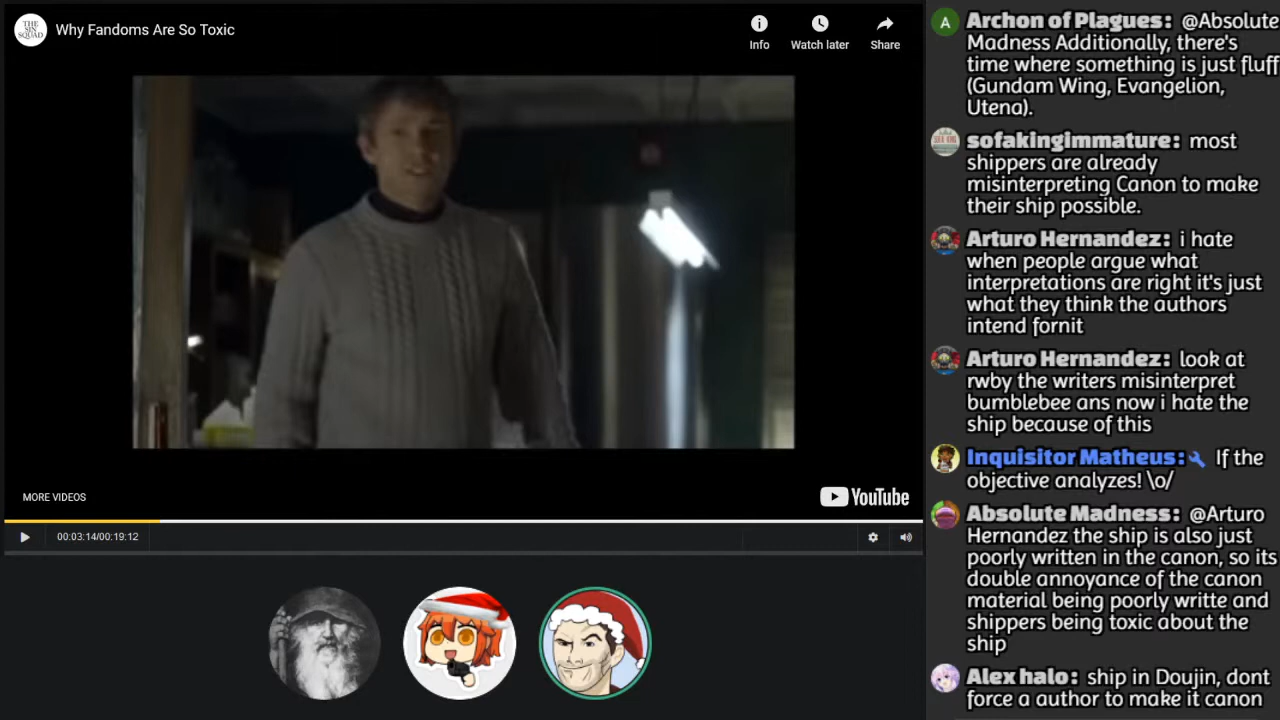 THE
SIN
SQUAD
Why Fandoms Are So Toxic
Info
Watch later
Share
MORE VIDEOS
YouTube
00:03:14/00:19:12
A
Archon of Plagues: @Absolute
Madness Additionally, there's
time where something is just fluff
(Gundam Wing, Evangelion,
Utena).
sofakingimmature: most
shippers are already
misinterpreting Canon to make
their ship possible.
Arturo Hernandez: i hate
when people argue what
interpretations are right it's just
what they think the authors
intend fornit
Arturo Hernandez: look at
rwby the writers misinterpret
bumblebee ans now i hate the
ship because of this
Inquisitor Matheus: If the
objective analyzes! \o/
Absolute Madness: @Arturo
Hernandez the ship is also just
poorly written in the canon, so its
double annoyance of the canon
material being poorly writte and
shippers being toxic about the
ship
Alex halo: ship in Doujin, dont
force a author to make it canon